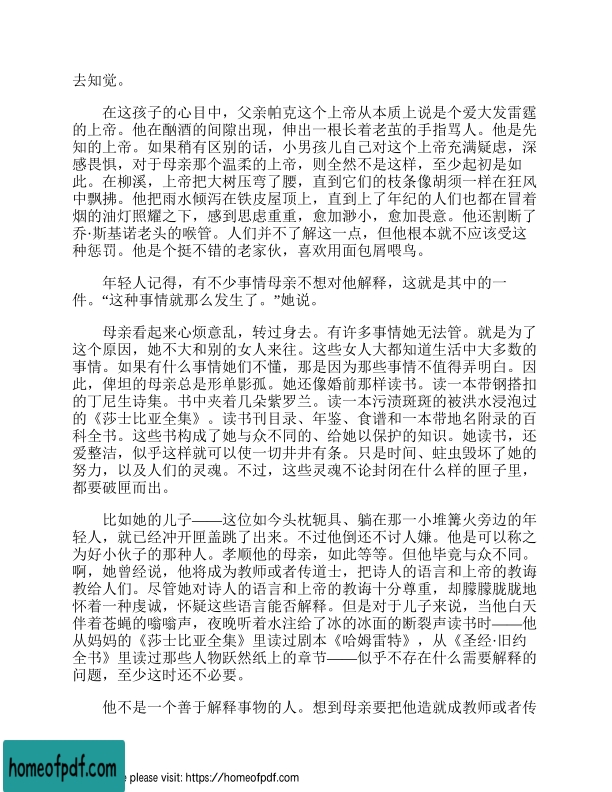 去知觉。
在这孩子的心目中，父亲帕克这个上帝从本质上说是个爱大发雷霆
的上帝。他在酗酒的间隙出现，伸出一根长着老茧的手指骂人。他是先
知的上帝。如果稍有区别的话，小男孩儿自己对这个上帝充满疑虑，深
感畏惧，对于母亲那个温柔的上帝，则全然不是这样，至少起初是如
此。在柳溪，上帝把大树压弯了腰，直到它们的枝条像胡须一样在狂风
中飘拂。他把雨水倾泻在铁皮屋顶上，直到上了年纪的人们也都在冒着
烟的油灯照耀之下，感到思虑重重，愈加渺小，愈加畏意。他还割断了
乔·斯基诺老头的喉管。人们并不了解这一点，但他根本就不应该受这
种惩罚。他是个挺不错的老家伙，喜欢用面包屑喂鸟。
年轻人记得，有不少事情母亲不想对他解释，这就是其中的一
件。“这种事情就那么发生了。”她说。
母亲看起来心烦意乱，转过身去。有许多事情她无法管。就是为了
这个原因，她不大和别的女人来往。这些女人大都知道生活中大多数的
事情。如果有什么事情她们不懂，那是因为那些事情不值得弄明白。因
此，俾坦的母亲总是形单影孤。她还像婚前那样读书。读一本带钢搭扣
的丁尼生诗集。书中夹着几朵紫罗兰。读一本污渍斑斑的被洪水浸泡过
的《莎士比亚全集》。读书刊目录、年鉴、食谱和一本带地名附录的百
科全书。这些书构成了她与众不同的、给她以保护的知识。她读书，还
爱整洁，似乎这样就可以使一切井井有条。只是时间、蛀虫毁坏了她的
努力，以及人们的灵魂。不过，这些灵魂不论封闭在什么样的匣子里，
都要破匣而出。
比如她的儿子——这位如今头枕轭具、躺在那一小堆篝火旁边的年
轻人，就已经冲开匣盖跳了出来。不过他倒还不讨人嫌。他是可以称之
为好小伙子的那种人。孝顺他的母亲，如此等等。但他毕竟与众不同。
啊，她曾经说，他将成为教师或者传道士，把诗人的语言和上帝的教诲
教给人们。尽管她对诗人的语言和上帝的教诲十分尊重，却朦朦胧胧地
怀着一种虔诚，怀疑这些语言能否解释。但是对于儿子来说，当他白天
伴着苍蝇的嗡嗡声，夜晚听着水注给了冰的冰面的断裂声读书时——他
从妈妈的《莎士比亚全集》里读过剧本《哈姆雷特》，从《圣经·旧约
全书》里读过那些人物跃然纸上的章节——似乎不存在什么需要解释的
问题，至少这时还不必要。
他不是一个善于解释事物的人。想到母亲要把他造就成教师或者传
homeofpdf.com
e please visit: https://homeofpdf.com